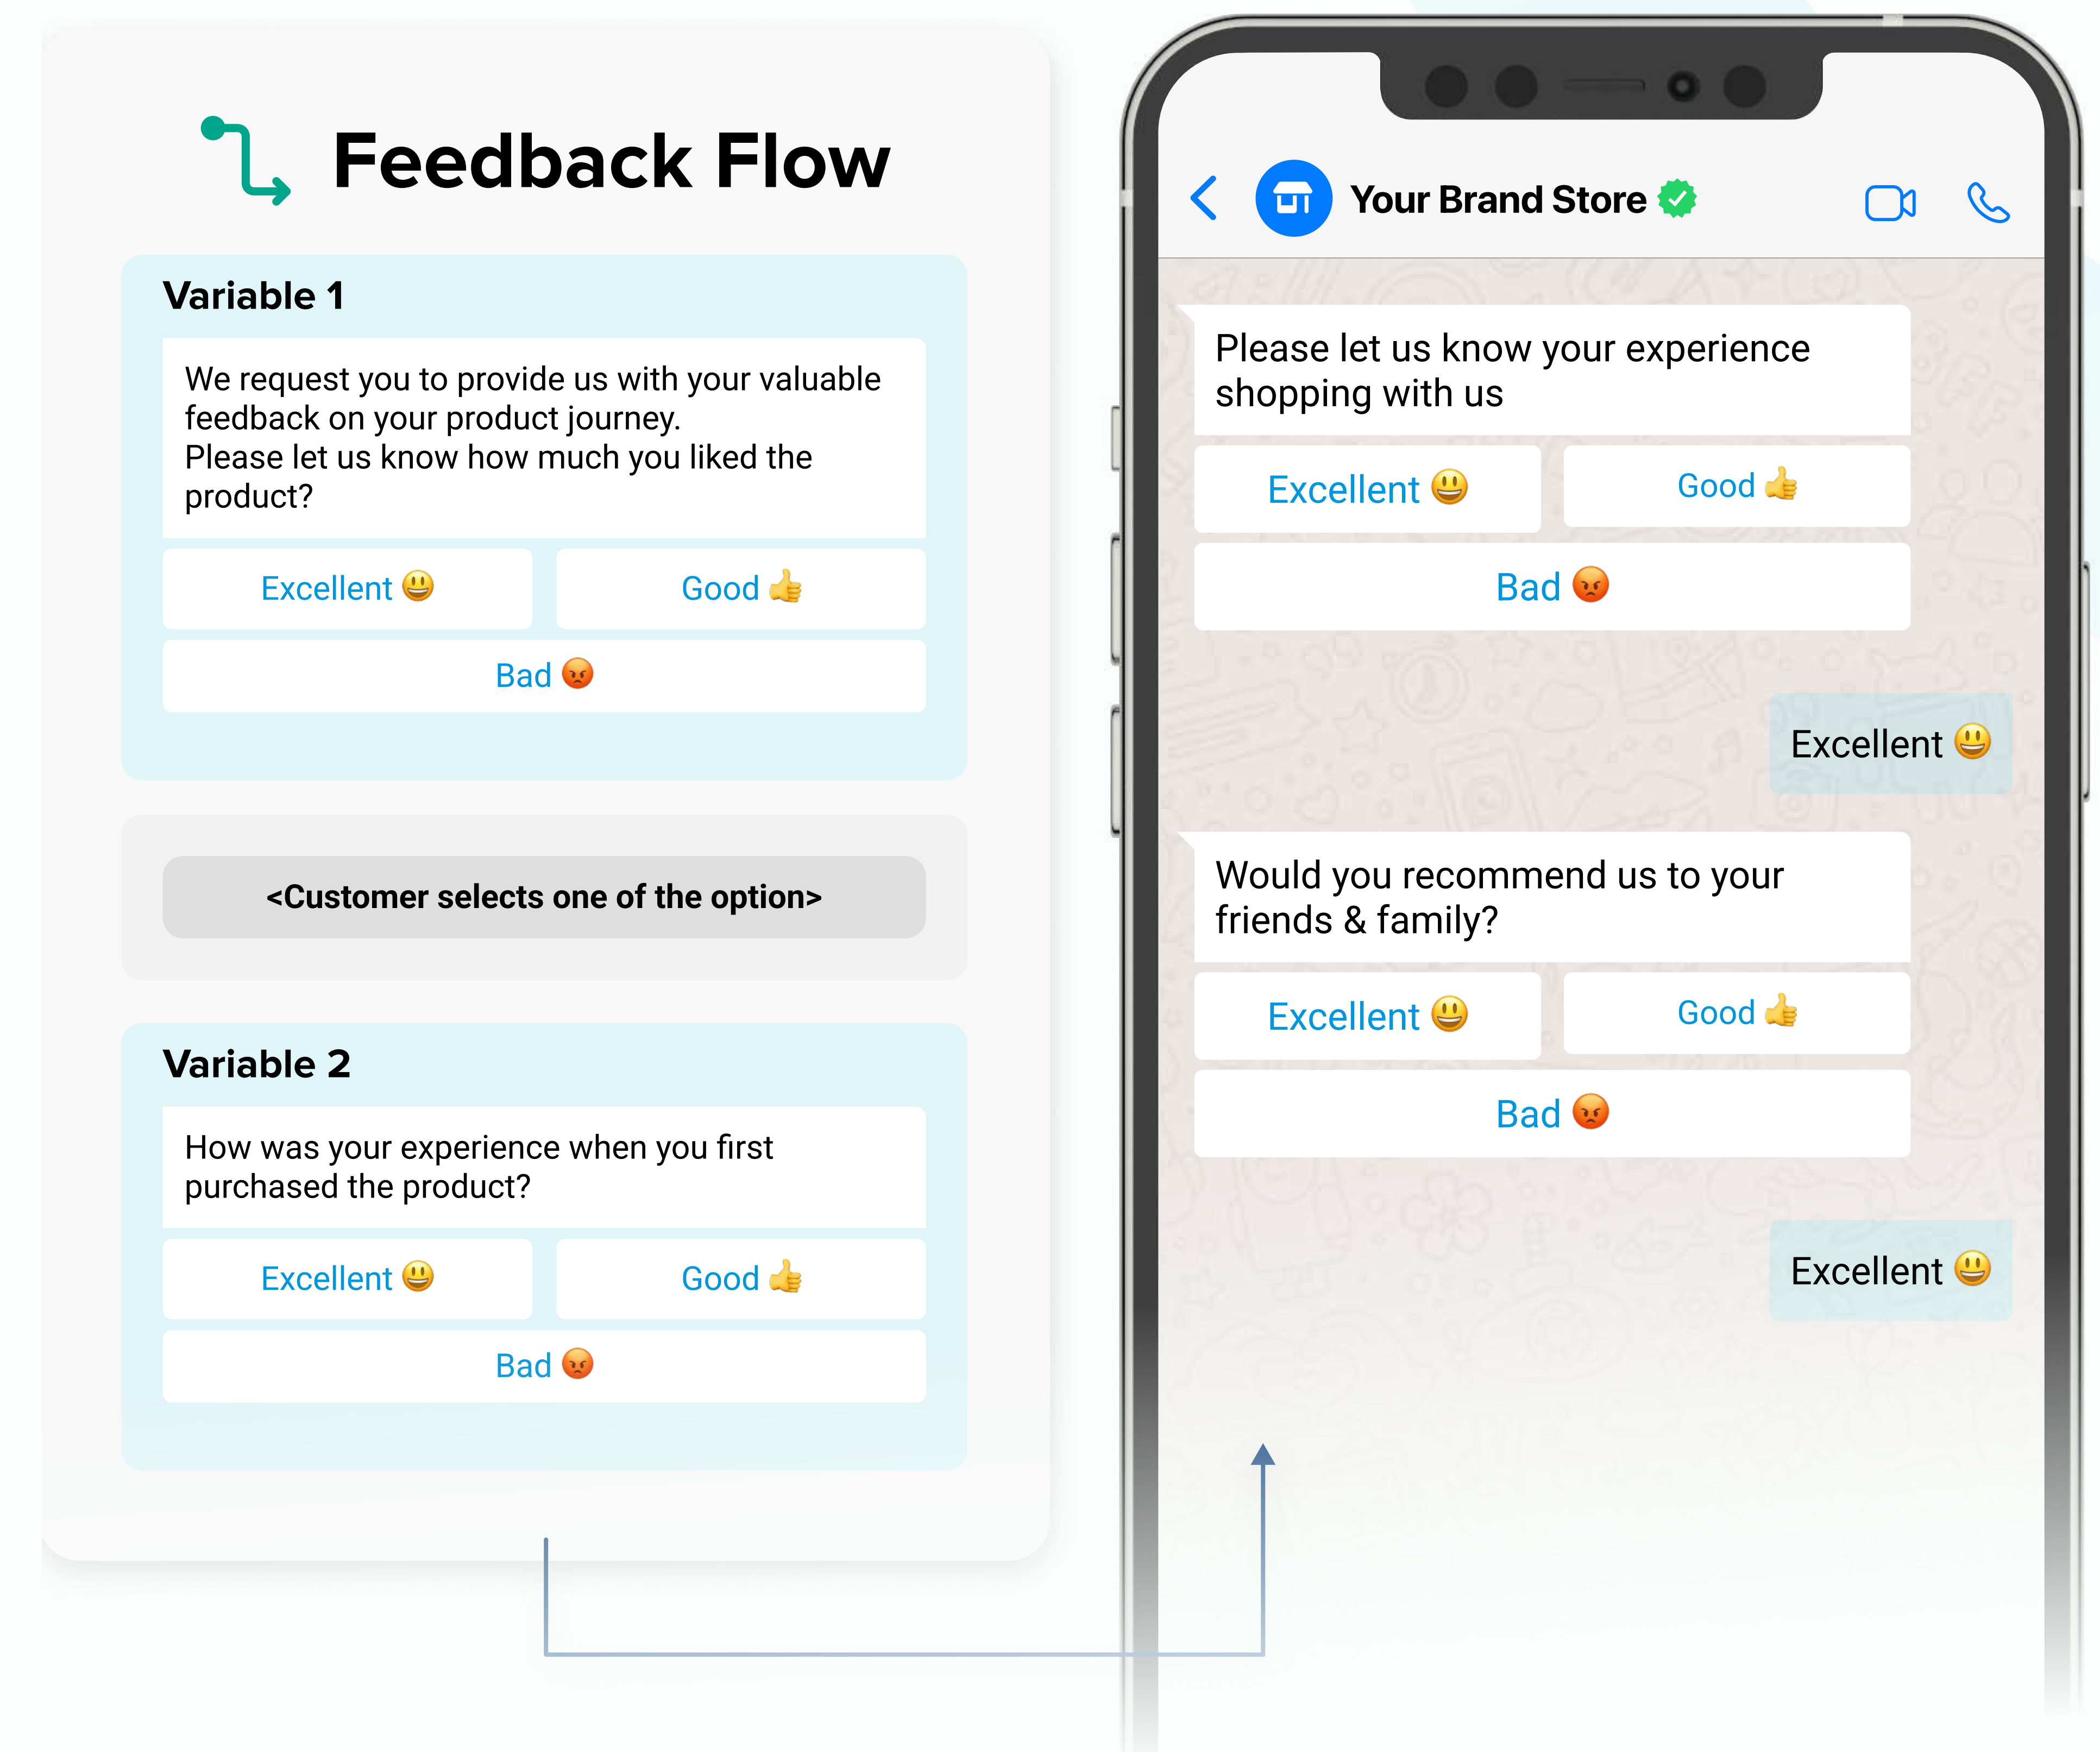 Feedback Flow
Variable 1
We request you to provide us with your valuable
feedback on your product journey.
Please let us know how much you liked the
product?
Excellent 😃
Good 👍
Bad 😡
<Customer selects one of the option>
Variable 2
How was your experience when you first
purchased the product?
Excellent 😃
Good 👍
Bad 😡
Your Brand Store
Please let us know your experience
shopping with us
Excellent 😃
Good 👍
Bad 😡
Excellent 😃
Would you recommend us to your
friends & family?
Excellent 😃
Good 👍
Bad 😡
Excellent 😃